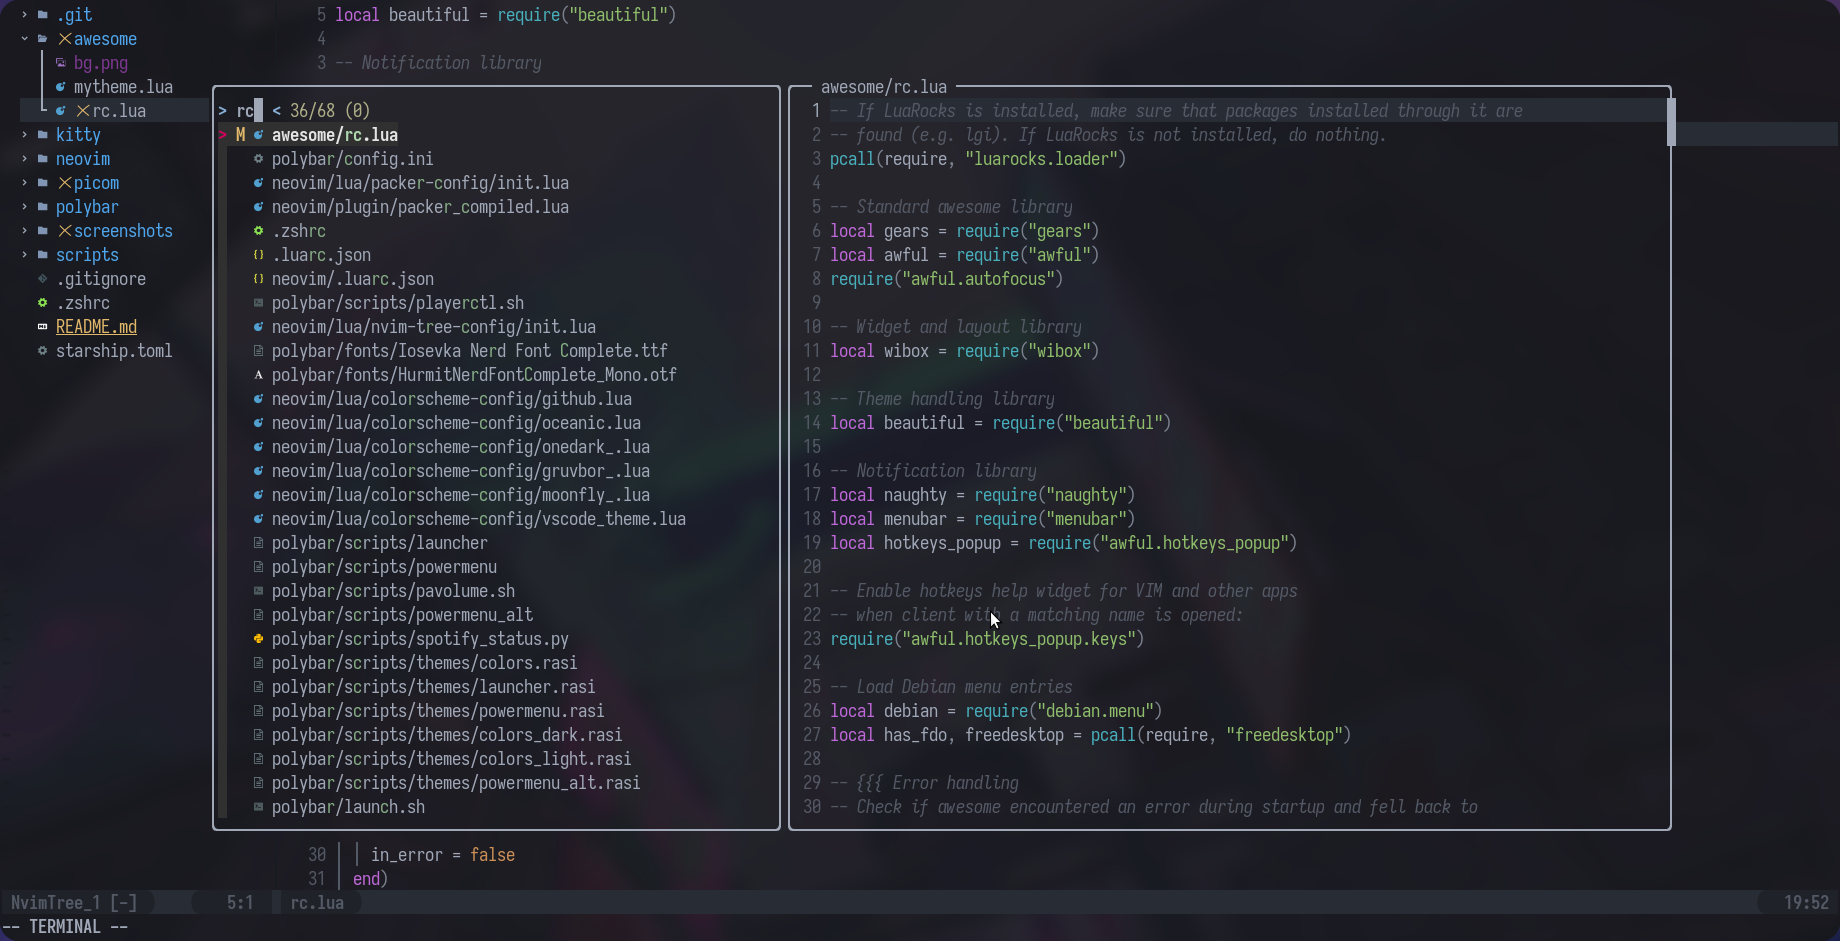 .git
awesome
bg.png
mytheme.lua
rc.lua
kitty
neovim
picom
polybar
screenshots
scripts
.gitignore
.zshrc
README.md
starship.toml
5 local beautiful = require("beautiful")
4
3 -- Notification library
> rc < 36/68 (0)
> M awesome/rc.lua
polybar/config.ini
neovim/lua/packer-config/init.lua
neovim/plugin/packer_compiled.lua
.zshrc
.luarc.json
neovim/.luarc.json
polybar/scripts/playerctl.sh
neovim/lua/nvim-tree-config/init.lua
polybar/fonts/Iosevka Nerd Font Complete.ttf
polybar/fonts/HurmitNerdFontComplete_Mono.otf
neovim/lua/colorscheme-config/github.lua
neovim/lua/colorscheme-config/oceanic.lua
neovim/lua/colorscheme-config/onedark_.lua
neovim/lua/colorscheme-config/gruvbor_.lua
neovim/lua/colorscheme-config/moonfly_.lua
neovim/lua/colorscheme-config/vscode_theme.lua
polybar/scripts/launcher
polybar/scripts/powermenu
polybar/scripts/pavolume.sh
polybar/scripts/powermenu_alt
polybar/scripts/spotify_status.py
polybar/scripts/themes/colors.rasi
polybar/scripts/themes/launcher.rasi
polybar/scripts/themes/powermenu.rasi
polybar/scripts/themes/colors_dark.rasi
polybar/scripts/themes/colors_light.rasi
polybar/scripts/themes/powermenu_alt.rasi
polybar/launch.sh
awesome/rc.lua
1 -- If LuaRocks is installed, make sure that packages installed through it are
2 -- found (e.g. lgi). If LuaRocks is not installed, do nothing.
3 pcall(require, "luarocks.loader")
4
5 -- Standard awesome library
6 local gears = require("gears")
7 local awful = require("awful")
8 require("awful.autofocus")
9
10 -- Widget and layout library
11 local wibox = require("wibox")
12
13 -- Theme handling library
14 local beautiful = require("beautiful")
15
16 -- Notification library
17 local naughty = require("naughty")
18 local menubar = require("menubar")
19 local hotkeys_popup = require("awful.hotkeys_popup")
20
21 -- Enable hotkeys help widget for VIM and other apps
22 -- when client with a matching name is opened:
23 require("awful.hotkeys_popup.keys")
24
25 -- Load Debian menu entries
26 local debian = require("debian.menu")
27 local has_fdo, freedesktop = pcall(require, "freedesktop")
28
29 -- {{{ Error handling
30 -- Check if awesome encountered an error during startup and fell back to
30 in_error = false
31 end)
NvimTree_1 [-] 5:1 rc.lua 19:52
-- TERMINAL --